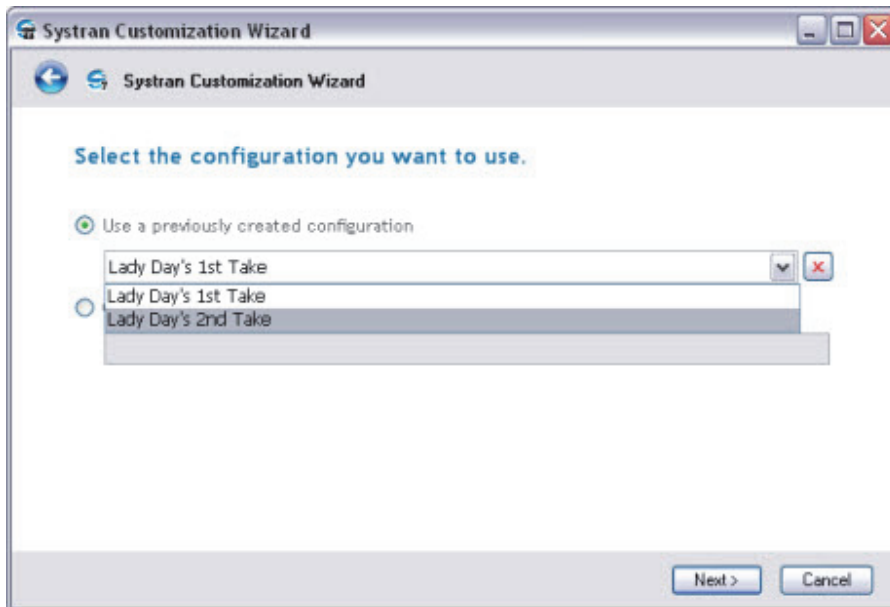 Systran Customization Wizard
Systran Customization Wizard
Select the configuration you want to use.
Use a previously created configuration
Lady Day's 1st Take
Lady Day's 1st Take
Lady Day's 2nd Take
Next >
Cancel